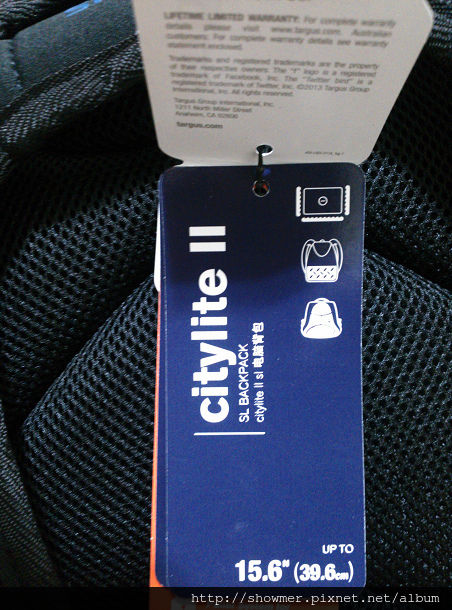 LIFETIME LIMITED WARRANTY: For complete warranty
details please visit www.targus.com. Australian
customers: For complete warranty details see warranty
statement enclosed.
Trademarks and registered trademarks are the property
of their respective owners. The "f" logo is a registered
trademark of Facebook, Inc. The "Twitter bird" is a
registered trademark of Twitter, Inc. ©2013 Targus Group
International, Inc. All rights reserved.
Targus Group International, Inc.
1211 North Miller Street
Anaheim, CA 92806
targus.com
citylite II
SL BACKPACK
citylite II sl 电脑背包
UP TO
15.6" (39.6cm)
http://showmer.pixnet.net/album